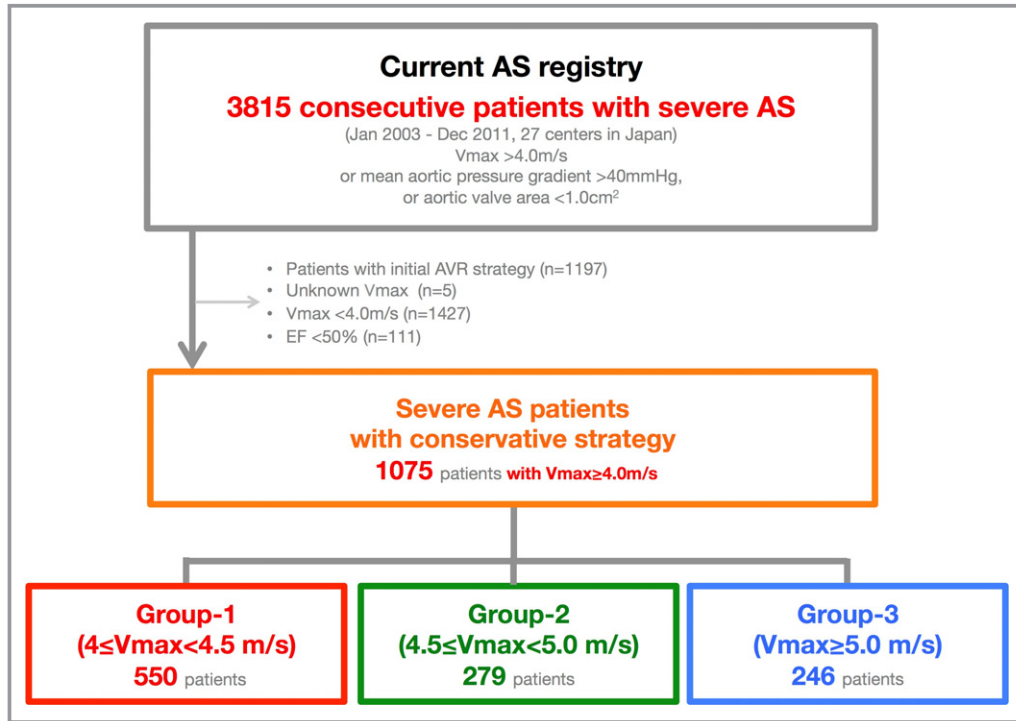 Current AS registry
3815 consecutive patients with severe AS
(Jan 2003 - Dec 2011, 27 centers in Japan)
Vmax >4.0m/s
or mean aortic pressure gradient >40mmHg,
or aortic valve area <1.0cm²
• Patients with initial AVR strategy (n=1197)
• Unknown Vmax (n=5)
• Vmax <4.0m/s (n=1427)
• EF <50% (n=111)
Severe AS patients
with conservative strategy
1075 patients with Vmax≥4.0m/s
Group-1
(4≤Vmax<4.5 m/s)
550 patients
Group-2
(4.5≤Vmax<5.0 m/s)
279 patients
Group-3
(Vmax≥5.0 m/s)
246 patients